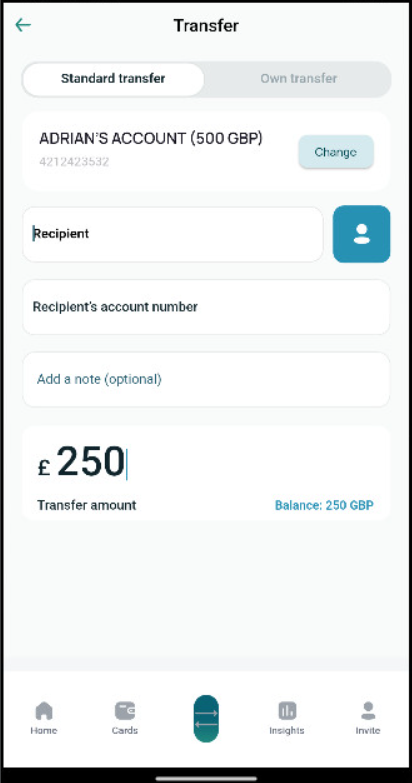 Transfer
Standard transfer
Own transfer
ADRIAN'S ACCOUNT (500 GBP)
4212423532
Change
Recipient
Recipient's account number
Add a note (optional)
£ 250
Transfer amount
Balance: 250 GBP
Home
Cards
Insights
Invite